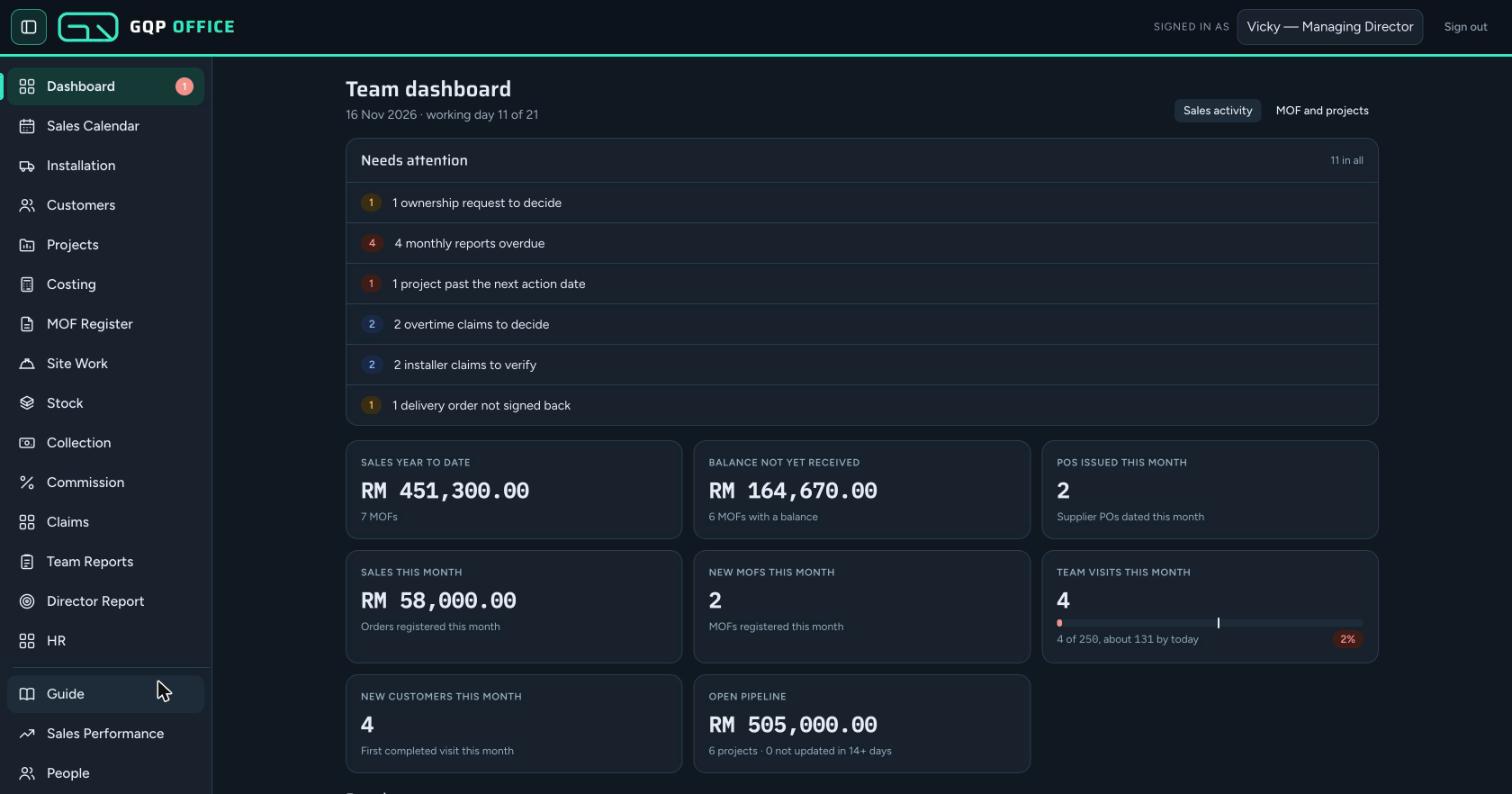 GQP OFFICE
SIGNED IN AS
Vicky — Managing Director
Sign out
Dashboard
1
Sales Calendar
Installation
Customers
Projects
Costing
MOF Register
Site Work
Stock
Collection
Commission
Claims
Team Reports
Director Report
HR
Guide
Sales Performance
People
Team dashboard
16 Nov 2026 · working day 11 of 21
Sales activity
MOF and projects
Needs attention
11 in all
1 1 ownership request to decide
4 4 monthly reports overdue
1 1 project past the next action date
2 2 overtime claims to decide
2 2 installer claims to verify
1 1 delivery order not signed back
SALES YEAR TO DATE
RM 451,300.00
7 MOFs
BALANCE NOT YET RECEIVED
RM 164,670.00
6 MOFs with a balance
POS ISSUED THIS MONTH
2
Supplier POs dated this month
SALES THIS MONTH
RM 58,000.00
Orders registered this month
NEW MOFS THIS MONTH
2
MOFs registered this month
TEAM VISITS THIS MONTH
4
4 of 250, about 131 by today
2%
NEW CUSTOMERS THIS MONTH
4
First completed visit this month
OPEN PIPELINE
RM 505,000.00
6 projects · 0 not updated in 14+ days